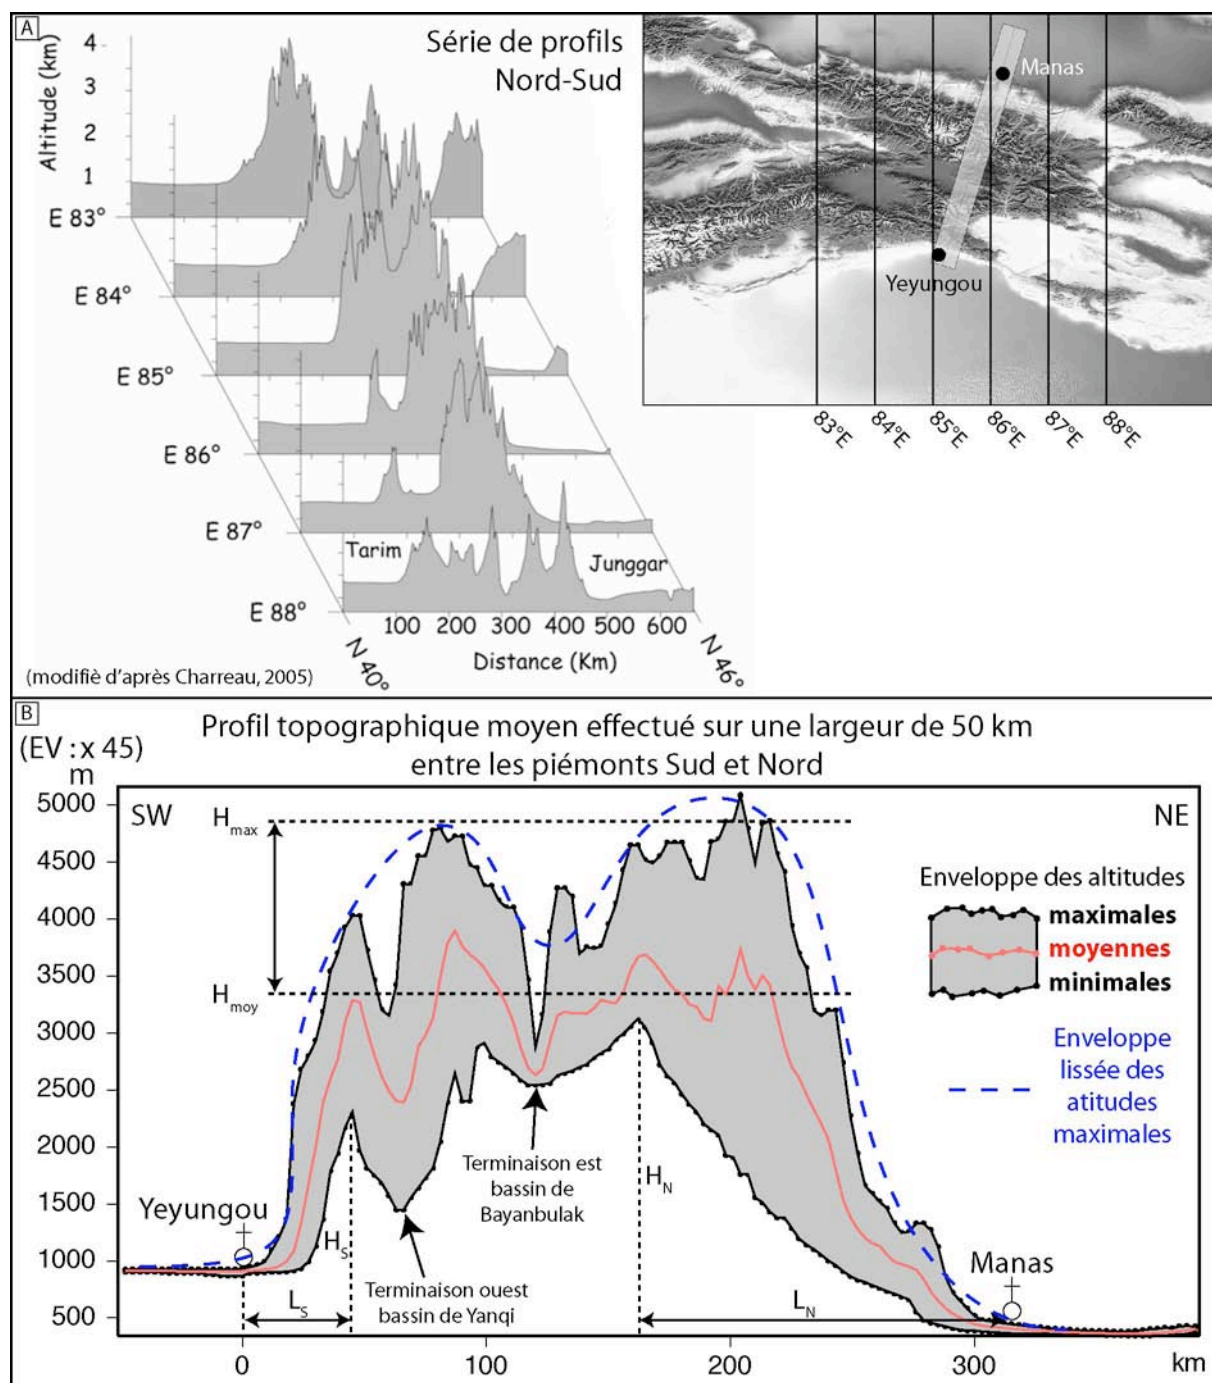 A
Série de profils
Nord-Sud
Altitude (km)
4
3
2
1
E 83°
E 84°
E 85°
E 86°
E 87°
E 88°
Tarim
Junggar
100 200 300 400 500 600
Distance (Km)
N 40°
N 46°
(modifiè d'après Charreau, 2005)
Manas
Yeyungou
83°E
84°E
85°E
86°E
87°E
88°E
B
Profil topographique moyen effectué sur une largeur de 50 km
entre les piémonts Sud et Nord
(EV : x 45)
m
5000
4500
4000
3500
3000
2500
2000
1500
1000
500
SW
NE
Hmax
Hmoy
Enveloppe des altitudes
maximales
moyennes
minimales
Enveloppe
lissée des
atitudes
maximales
Yeyungou
HS
LS
Terminaison ouest
bassin de Yanqi
Terminaison est
bassin de
Bayanbulak
HN
LN
Manas
0 100 200 300 km